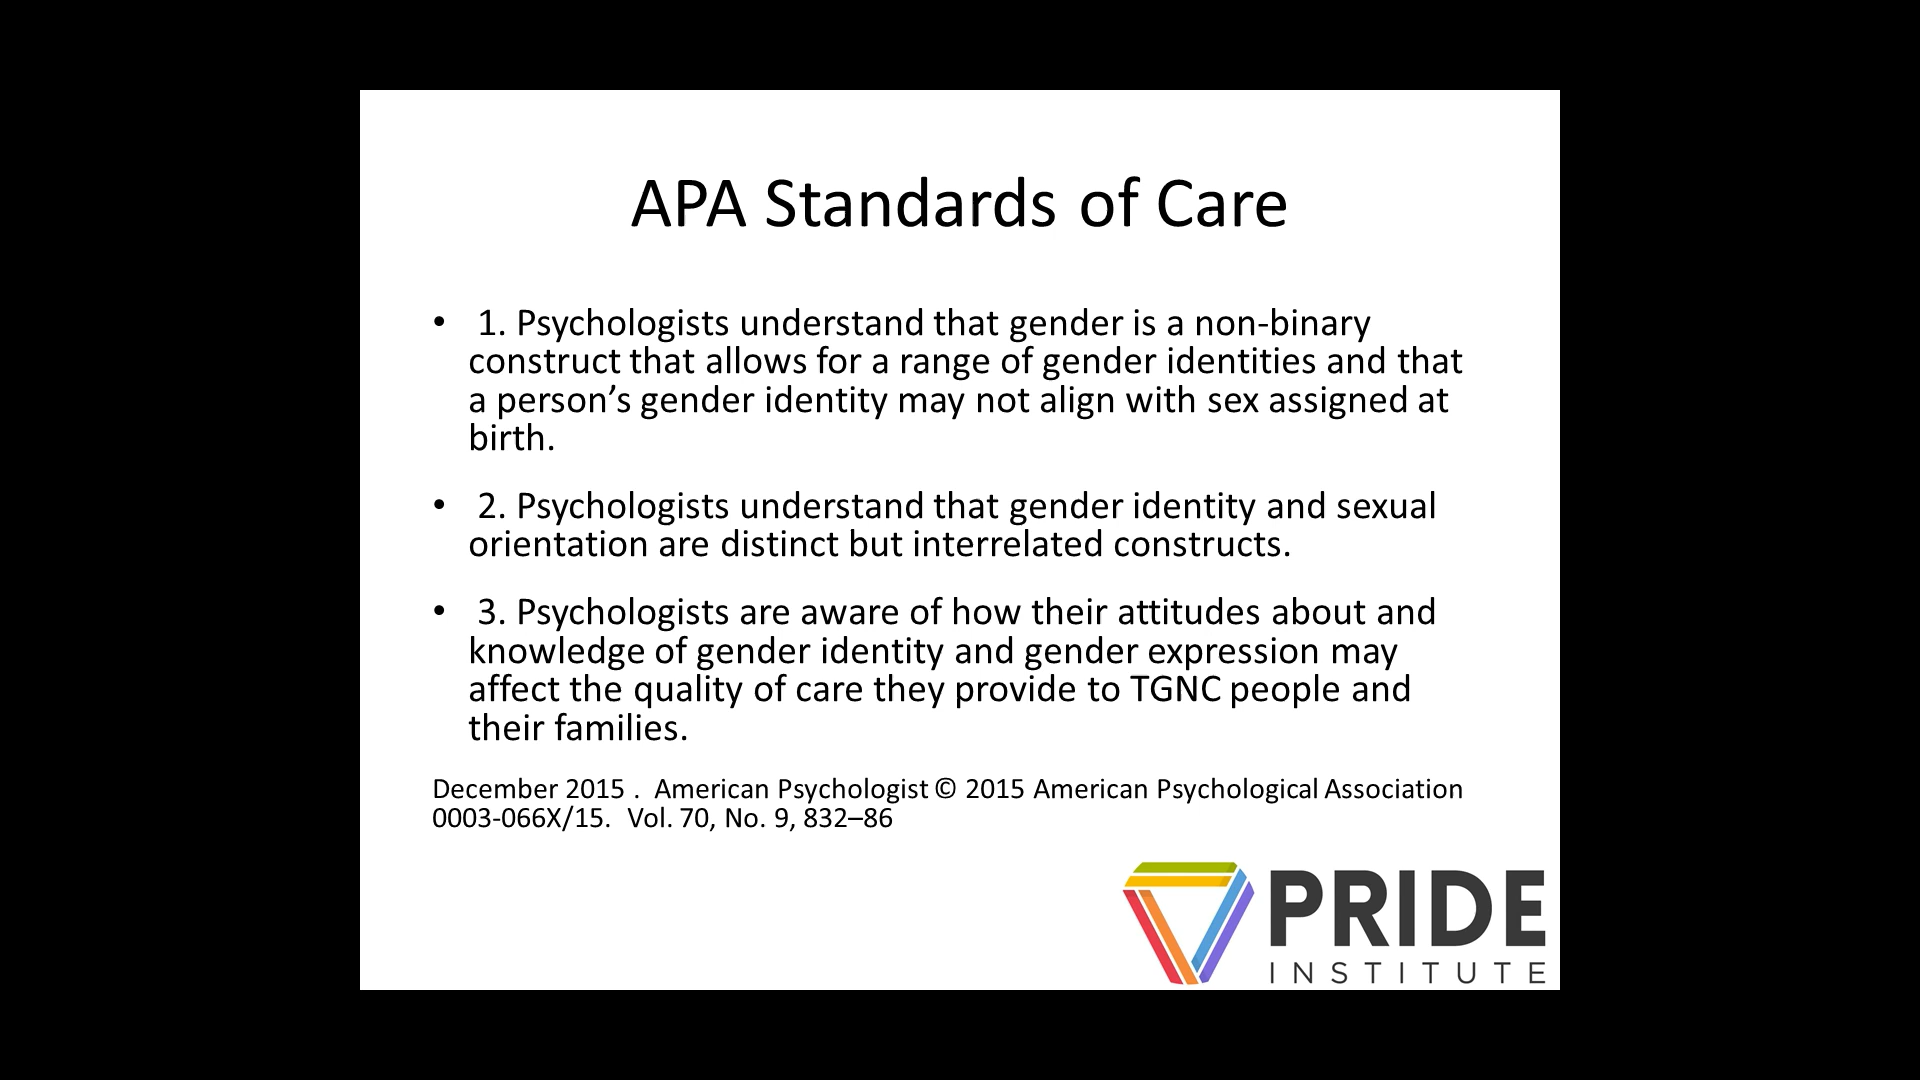 APA Standards of Care
• 1. Psychologists understand that gender is a non-binary
construct that allows for a range of gender identities and that
a person’s gender identity may not align with sex assigned at
birth.
• 2. Psychologists understand that gender identity and sexual
orientation are distinct but interrelated constructs.
• 3. Psychologists are aware of how their attitudes about and
knowledge of gender identity and gender expression may
affect the quality of care they provide to TGNC people and
their families.
December 2015 . American Psychologist © 2015 American Psychological Association
0003-066X/15. Vol. 70, No. 9, 832–86
PRIDE
INSTITUTE